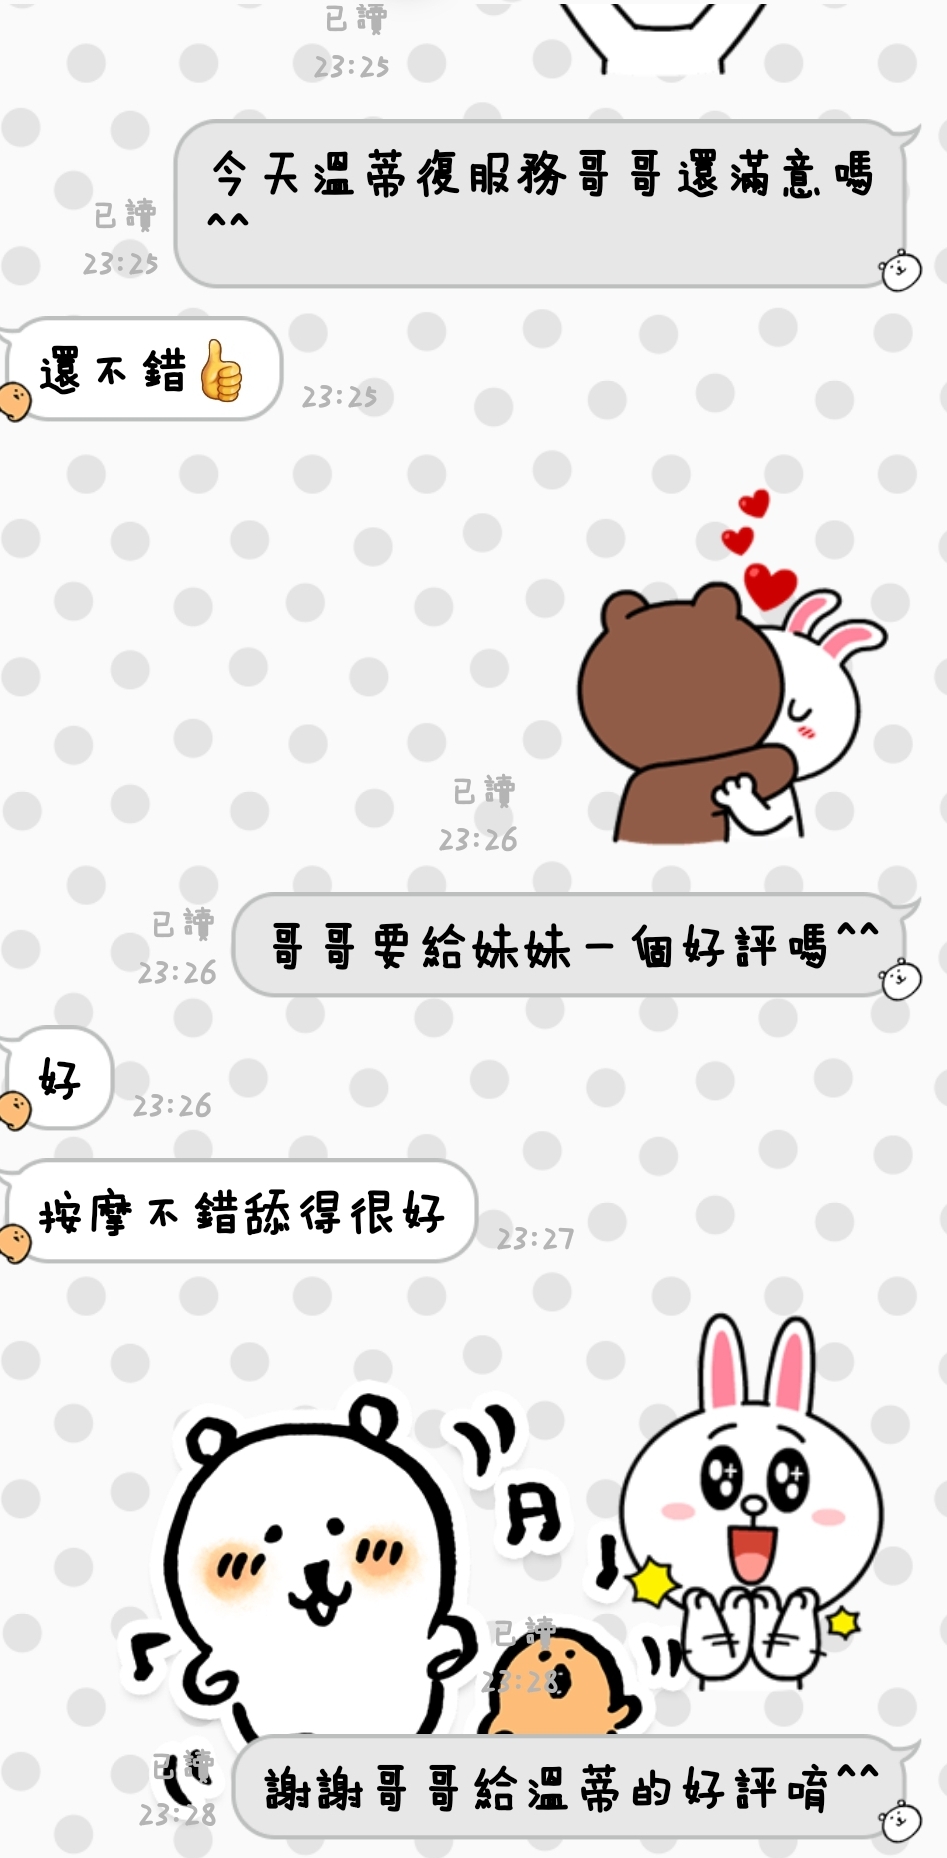 已讀
23:25
今天溫蒂復服務哥哥還滿意嗎
^^
已讀
23:25
還不錯👍
23:25
已讀
23:26
哥哥要給妹妹一個好評嗎^^
已讀
23:26
好
23:26
按摩不錯舔得很好
23:27
已讀
23:28
謝謝哥哥給溫蒂的好評唷^^
已讀
23:28